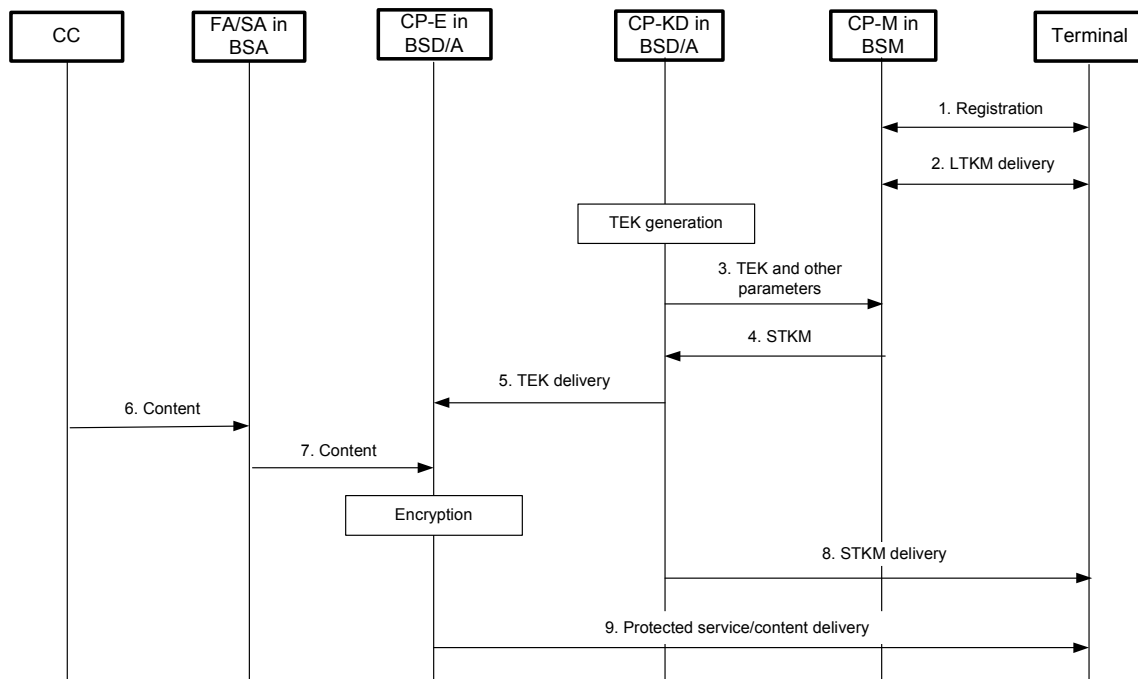 CC
FA/SA in
BSA
CP-E in
BSD/A
CP-KD in
BSD/A
CP-M in
BSM
Terminal
1. Registration
2. LTKM delivery
TEK generation
3. TEK and other
parameters
4. STKM
5. TEK delivery
6. Content
7. Content
Encryption
8. STKM delivery
9. Protected service/content delivery